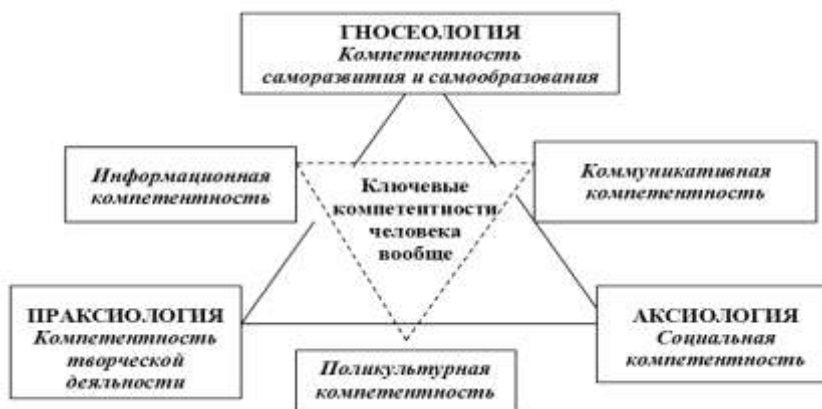 ГНОСЕОЛОГИЯ
Компетентность
саморазвития и самообразования
Информационная
компетентность
Ключевые
компетентности
человека
вообще
Коммуникативная
компетентность
ПРАКСИОЛОГИЯ
Компетентность
творческой
деяльности
Поликультурная
компетентность
АКСИОЛОГИЯ
Социальная
компетентность